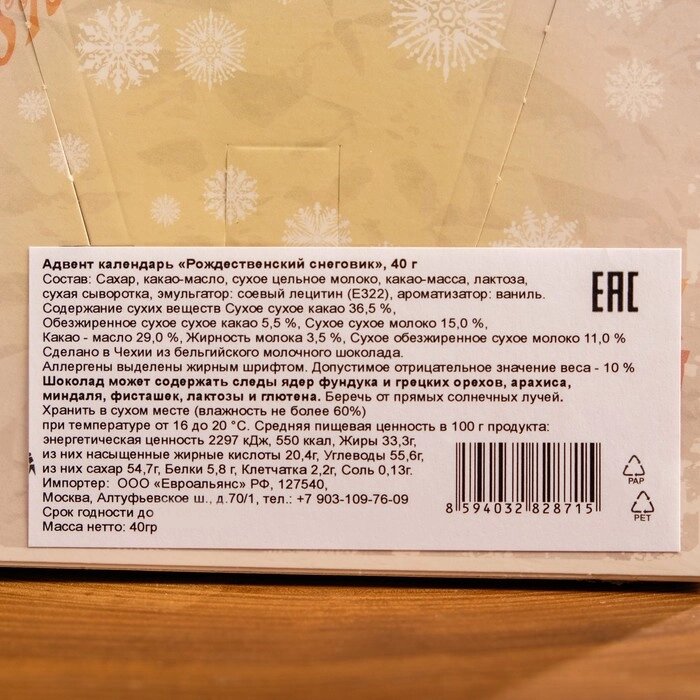 Адвент календарь «Рождественский снеговик», 40 г
Состав: Сахар, какао-масло, сухое цельное молоко, какао-масса, лактоза,
сухая сыворотка, эмульгатор: соевый лецитин (Е322), ароматизатор: ваниль.
Содержание сухих веществ Сухое сухое какао 36,5 %,
Обезжиренное сухое сухое какао 5,5 %, Сухое сухое молоко 15,0 %,
Какао - масло 29,0 %, Жирность молока 3,5 %, Сухое обезжиренное сухое молоко 11,0 %
Сделано в Чехии из бельгийского молочного шоколада.
Аллергены выделены жирным шрифтом. Допустимое отрицательное значение веса - 10 %
Шоколад может содержать следы ядер фундука и грецких орехов, арахиса,
миндаля, фисташек, лактозы и глютена. Беречь от прямых солнечных лучей.
Хранить в сухом месте (влажность не более 60%)
при температуре от 16 до 20 °C. Средняя пищевая ценность в 100 г продукта:
энергетическая ценность 2297 кДж, 550 ккал, Жиры 33,3г,
из них насыщенные жирные кислоты 20,4г, Углеводы 55,6г,
из них сахар 54,7г, Белки 5,8 г, Клетчатка 2,2г, Соль 0,13г.
Импортер: ООО «Евроальянс» РФ, 127540,
Москва, Алтуфьевское ш., д.70/1, тел.: +7 903-109-76-09
Срок годности до
Масса нетто: 40гр
EAC
8 594032 828715
PAP
PET